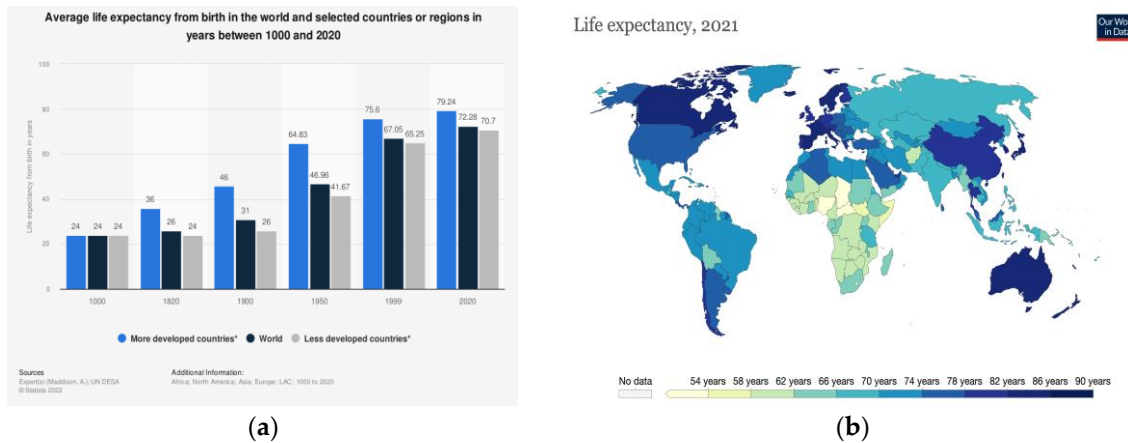 Average life expectancy from birth in the world and selected countries or regions in
years between 1000 and 2020
Life expectancy from birth in years
100
80
60
40
20
0
24 24 24
36 26 24
46 31 26
64.83 46.96 41.67
75.6 67.05 65.25
79.24 72.28 70.7
1000 1820 1900 1950 1999 2020
More developed countries* World Less developed countries*
Sources
Expert(s) (Maddison, A.); UN DESA
© Statista 2022
Additional Information:
Africa; North America; Asia; Europe; LAC; 1000 to 2020
(a)
Life expectancy, 2021
Our Wo
in Data
No data
54 years 58 years 62 years 66 years 70 years 74 years 78 years 82 years 86 years 90 years
(b)